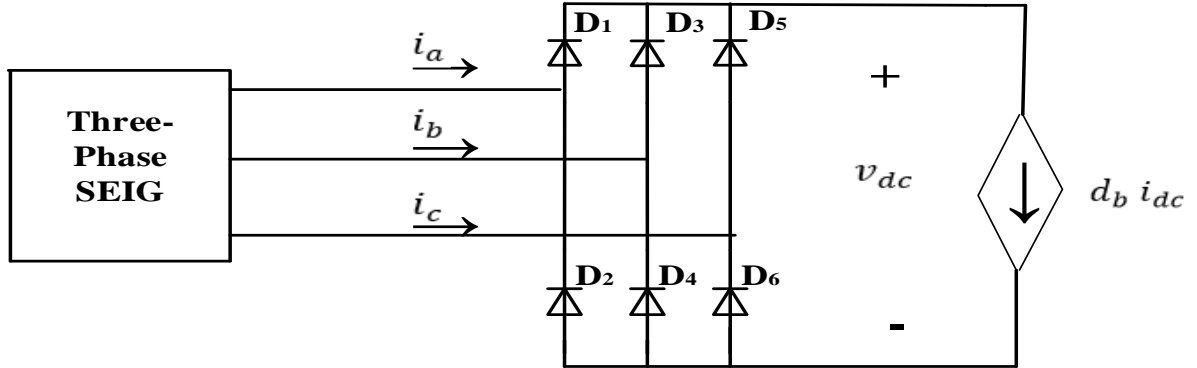 D1 D3 D5
i_a
+
Three-
Phase
SEIG
i_b
v_dc
d_b i_dc
i_c
D2 D4 D6
-